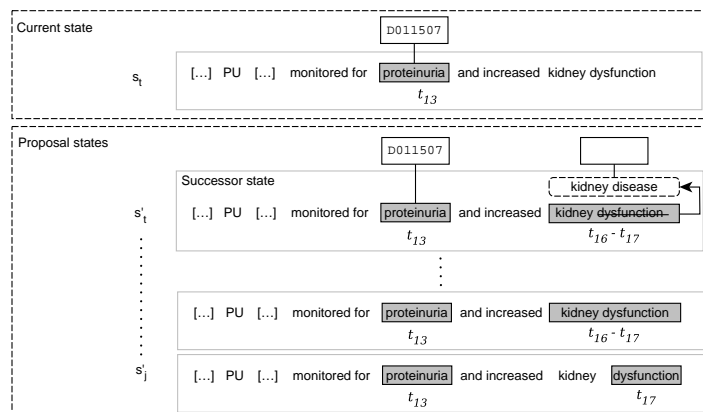 Current state
D011507
s_t
[...] PU [...] monitored for proteinuria and increased kidney dysfunction
t_13
Proposal states
D011507
Successor state
kidney disease
s'_t
[...] PU [...] monitored for proteinuria and increased kidney dysfunction
t_13
t_16 - t_17
[...] PU [...] monitored for proteinuria and increased kidney dysfunction
t_13
t_16 - t_17
s'_j
[...] PU [...] monitored for proteinuria and increased kidney dysfunction
t_13
t_17